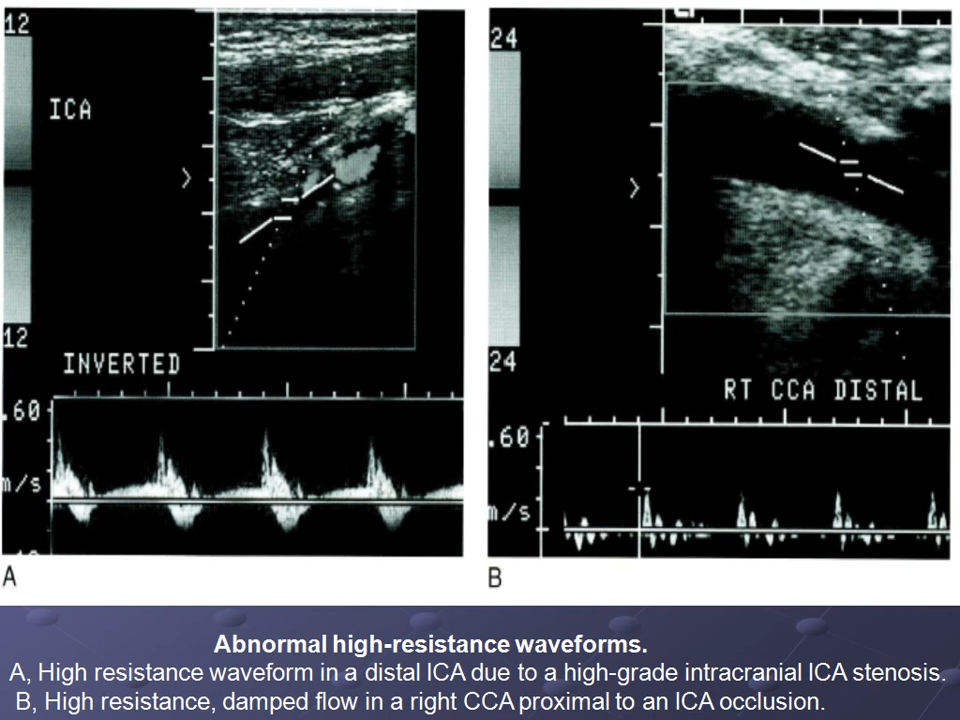 12
ICA
12
INVERTED
.60
m/s
A
24
24
RT CCA DISTAL
.60
m/s
B
Abnormal high-resistance waveforms.
A, High resistance waveform in a distal ICA due to a high-grade intracranial ICA stenosis.
B, High resistance, damped flow in a right CCA proximal to an ICA occlusion.